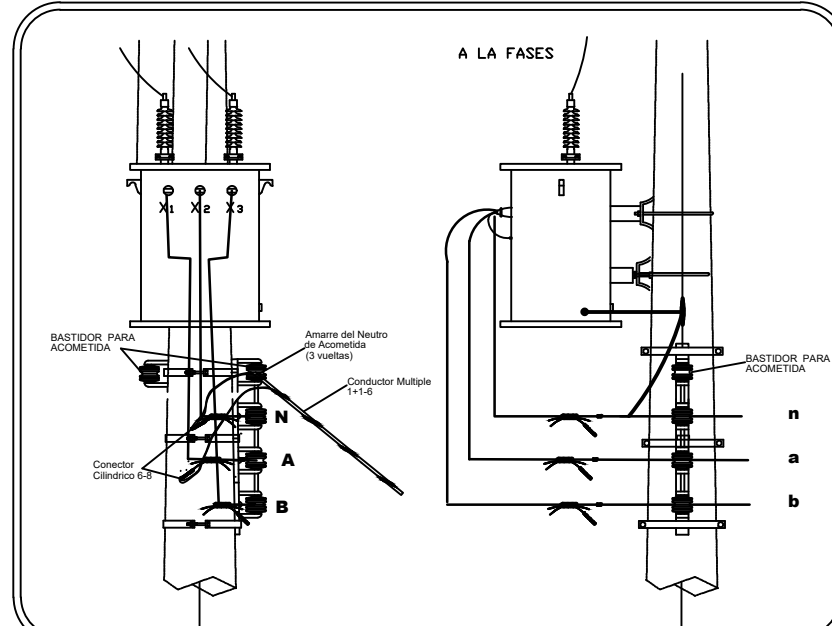 A LA FASES
X1 X2 X3
BASTIDOR PARA
ACOMETIDA
Amarre del Neutro
de Acometida
(3 vueltas)
Conductor Multiple
1+1-6
N
A
B
Conector
Cilindrico 6-8
BASTIDOR PARA
ACOMETIDA
n
a
b